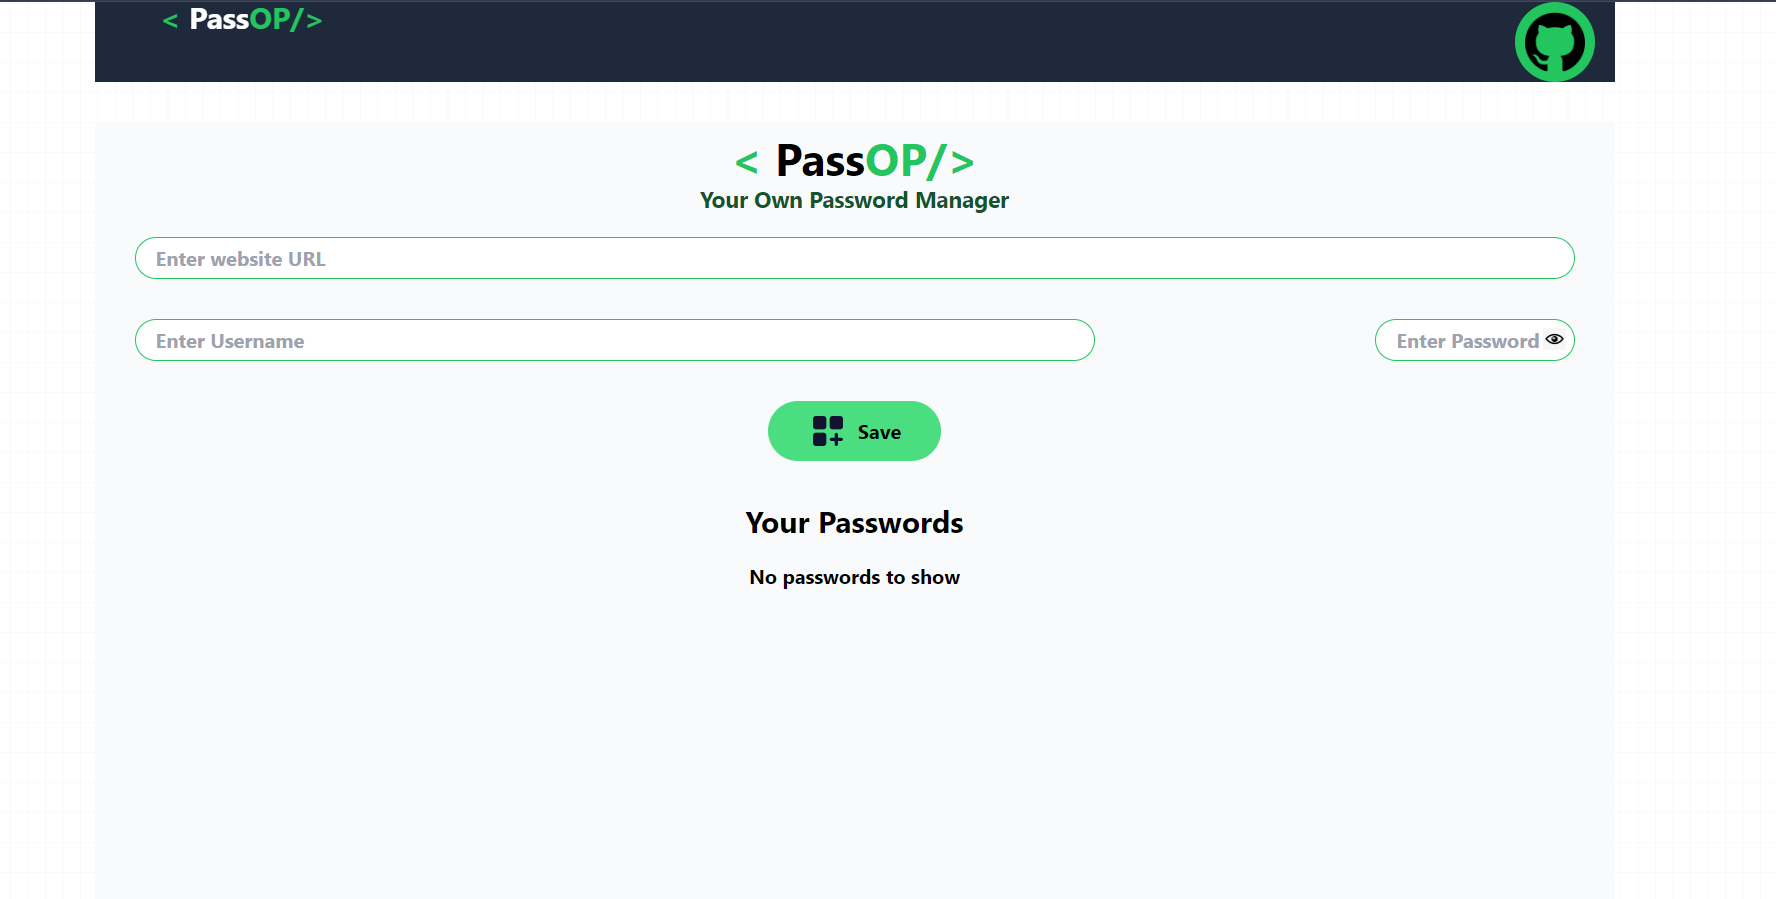 < PassOP/>
< PassOP/>
Your Own Password Manager
Enter website URL
Enter Username
Enter Password
Save
Your Passwords
No passwords to show